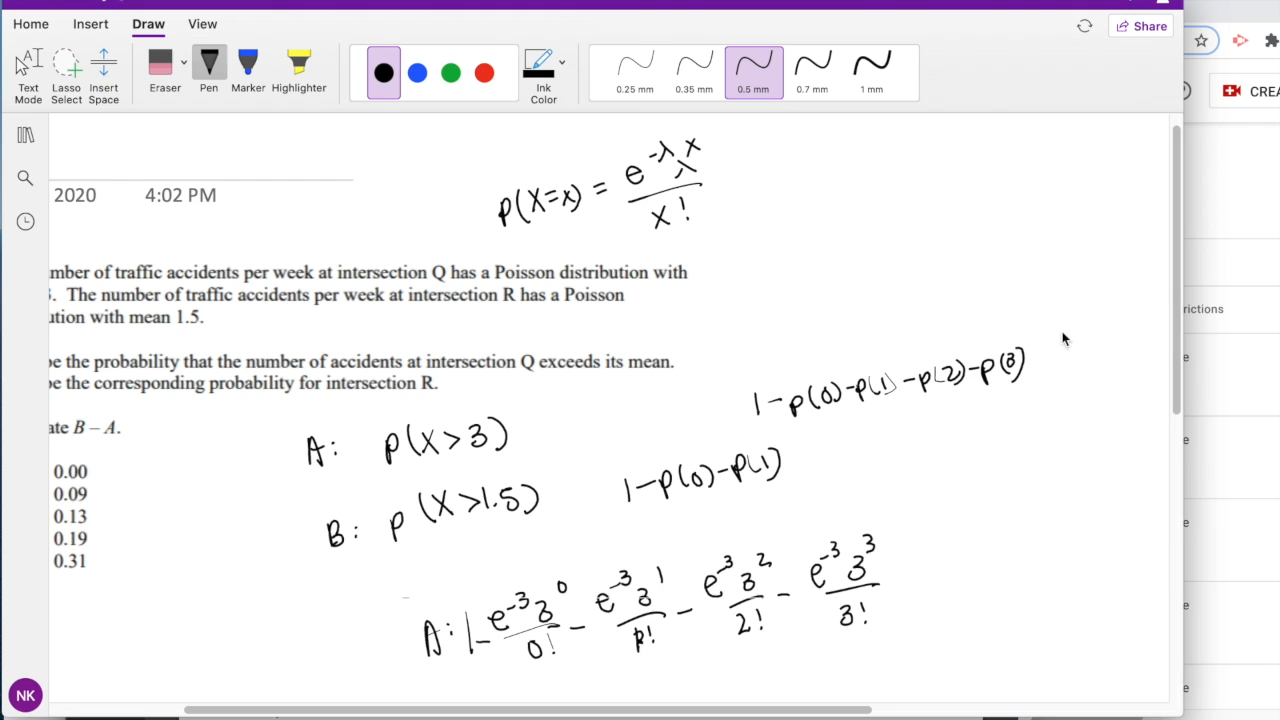 Home Insert Draw View
Share
Text Mode
Lasso Select
Insert Space
Eraser
Pen
Marker
Highlighter
Ink Color
0.25 mm
0.35 mm
0.5 mm
0.7 mm
1 mm
CREA
2020 4:02 PM
P(X=x) = e^-λ λ^x / x!
mber of traffic accidents per week at intersection Q has a Poisson distribution with
. The number of traffic accidents per week at intersection R has a Poisson
ution with mean 1.5.
rictions
be the probability that the number of accidents at intersection Q exceeds its mean.
be the corresponding probability for intersection R.
ate B – A.
1-P(0)-P(1)-P(2)-P(3)
A: P(X>3)
0.00
0.09
0.13
0.19
0.31
1-P(0)-P(1)
B: P(X>1.5)
A: 1- e^-3 3^0 / 0! - e^-3 3^1 / 1! - e^-3 3^2 / 2! - e^-3 3^3 / 3!
NK